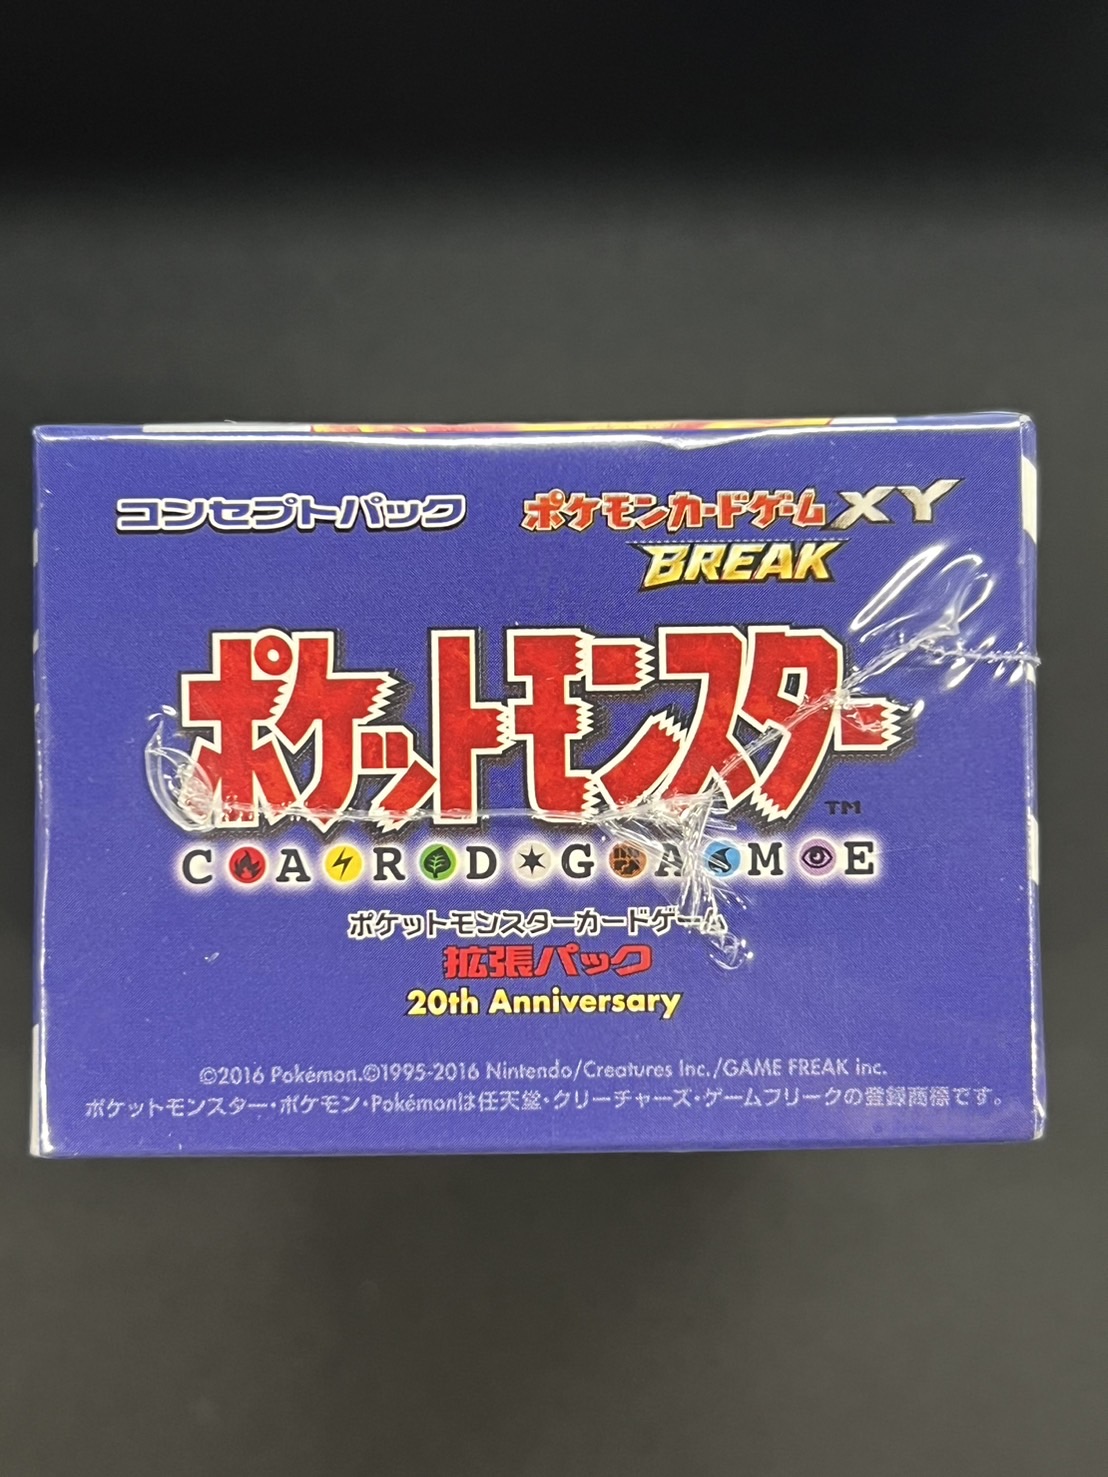 コンセプトパック
ポケモンカードゲームXY
BREAK
ポケットモンスター
TM
CARD GAME
ポケットモンスターカードゲーム
拡張パック
20th Anniversary
©2016 Pokémon.©1995-2016 Nintendo/Creatures Inc./GAME FREAK inc.
ポケットモンスター・ポケモン・Pokémonは任天堂・クリーチャーズ・ゲームフリークの登録商標です。